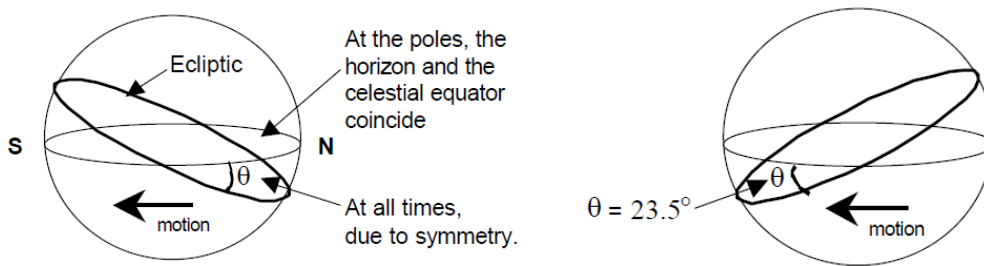 Ecliptic
At the poles, the
horizon and the
celestial equator
coincide
S
N
θ
At all times,
due to symmetry.
motion
θ
θ = 23.5°
motion